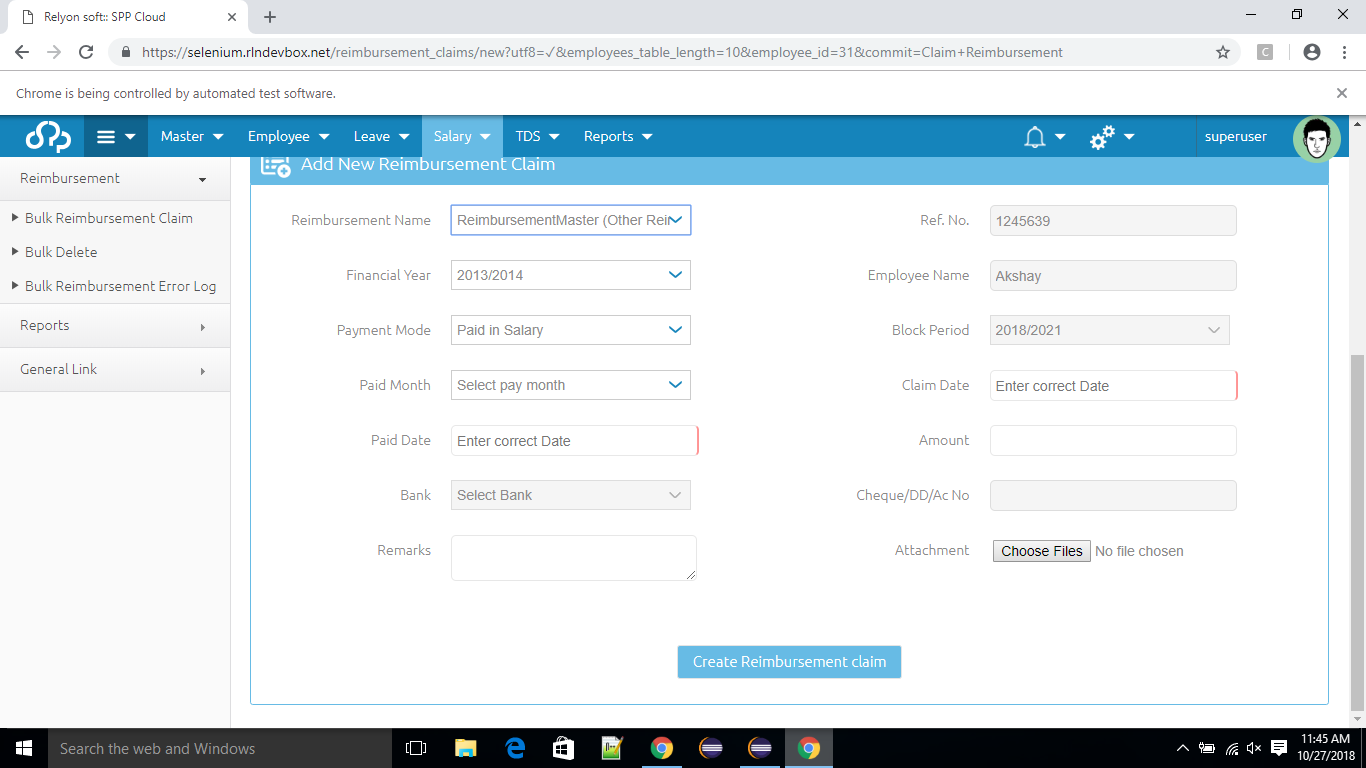 Relyon soft:: SPP Cloud
https://selenium.rlndevbox.net/reimbursement_claims/new?utf8=✓&employees_table_length=10&employee_id=31&commit=Claim+Reimbursement
C
Chrome is being controlled by automated test software.
Master Employee Leave Salary TDS Reports superuser
Reimbursement
Bulk Reimbursement Claim
Bulk Delete
Bulk Reimbursement Error Log
Reports
General Link
Add New Reimbursement Claim
Reimbursement Name ReimbursementMaster (Other Rei
Ref. No. 1245639
Financial Year 2013/2014
Employee Name Akshay
Payment Mode Paid in Salary
Block Period 2018/2021
Paid Month Select pay month
Claim Date Enter correct Date
Paid Date Enter correct Date
Amount
Bank Select Bank
Cheque/DD/Ac No
Remarks
Attachment Choose Files No file chosen
Create Reimbursement claim
Search the web and Windows
11:45 AM
10/27/2018